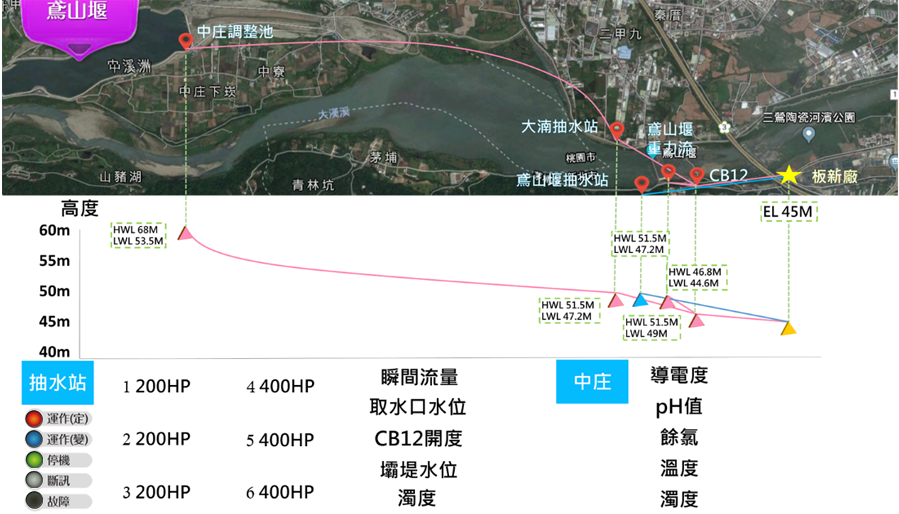 鳶山堰
中庄調整池
秦厝
二甲九
屯溪洲
中寮
中庄下崁
大漢溪
三鶯陶瓷河濱公園
大湳抽水站
鳶山堰
重力流
鳶山堰
茅埔
桃園市
山豬湖
青林坑
鳶山堰抽水站
CB12
板新廠
高度
EL 45M
60m
HWL 68M
LWL 53.5M
55m
HWL 51.5M
LWL 47.2M
HWL 46.8M
LWL 44.6M
50m
HWL 51.5M
LWL 47.2M
45m
HWL 51.5M
LWL 49M
40m
抽水站
1 200HP
4 400HP
瞬間流量
中庄
導電度
運作(定)
取水口水位
pH值
運作(變)
2 200HP
5 400HP
CB12開度
餘氯
停機
壩堤水位
溫度
斷訊
3 200HP
6 400HP
濁度
濁度
故障